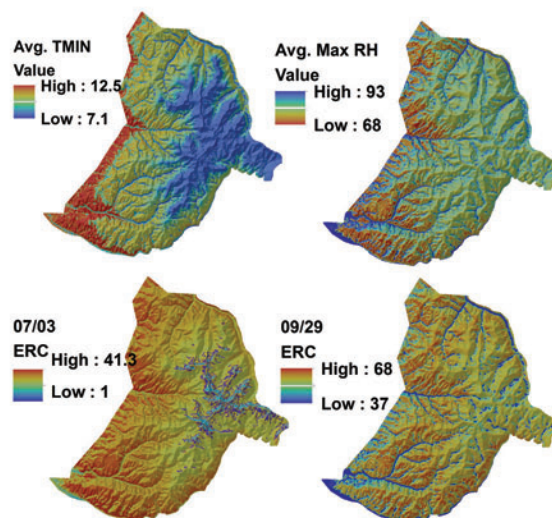 Avg. TMIN
Value
High : 12.5
Low : 7.1
Avg. Max RH
Value
High : 93
Low : 68
07/03
ERC
High : 41.3
Low : 1
09/29
ERC
High : 68
Low : 37